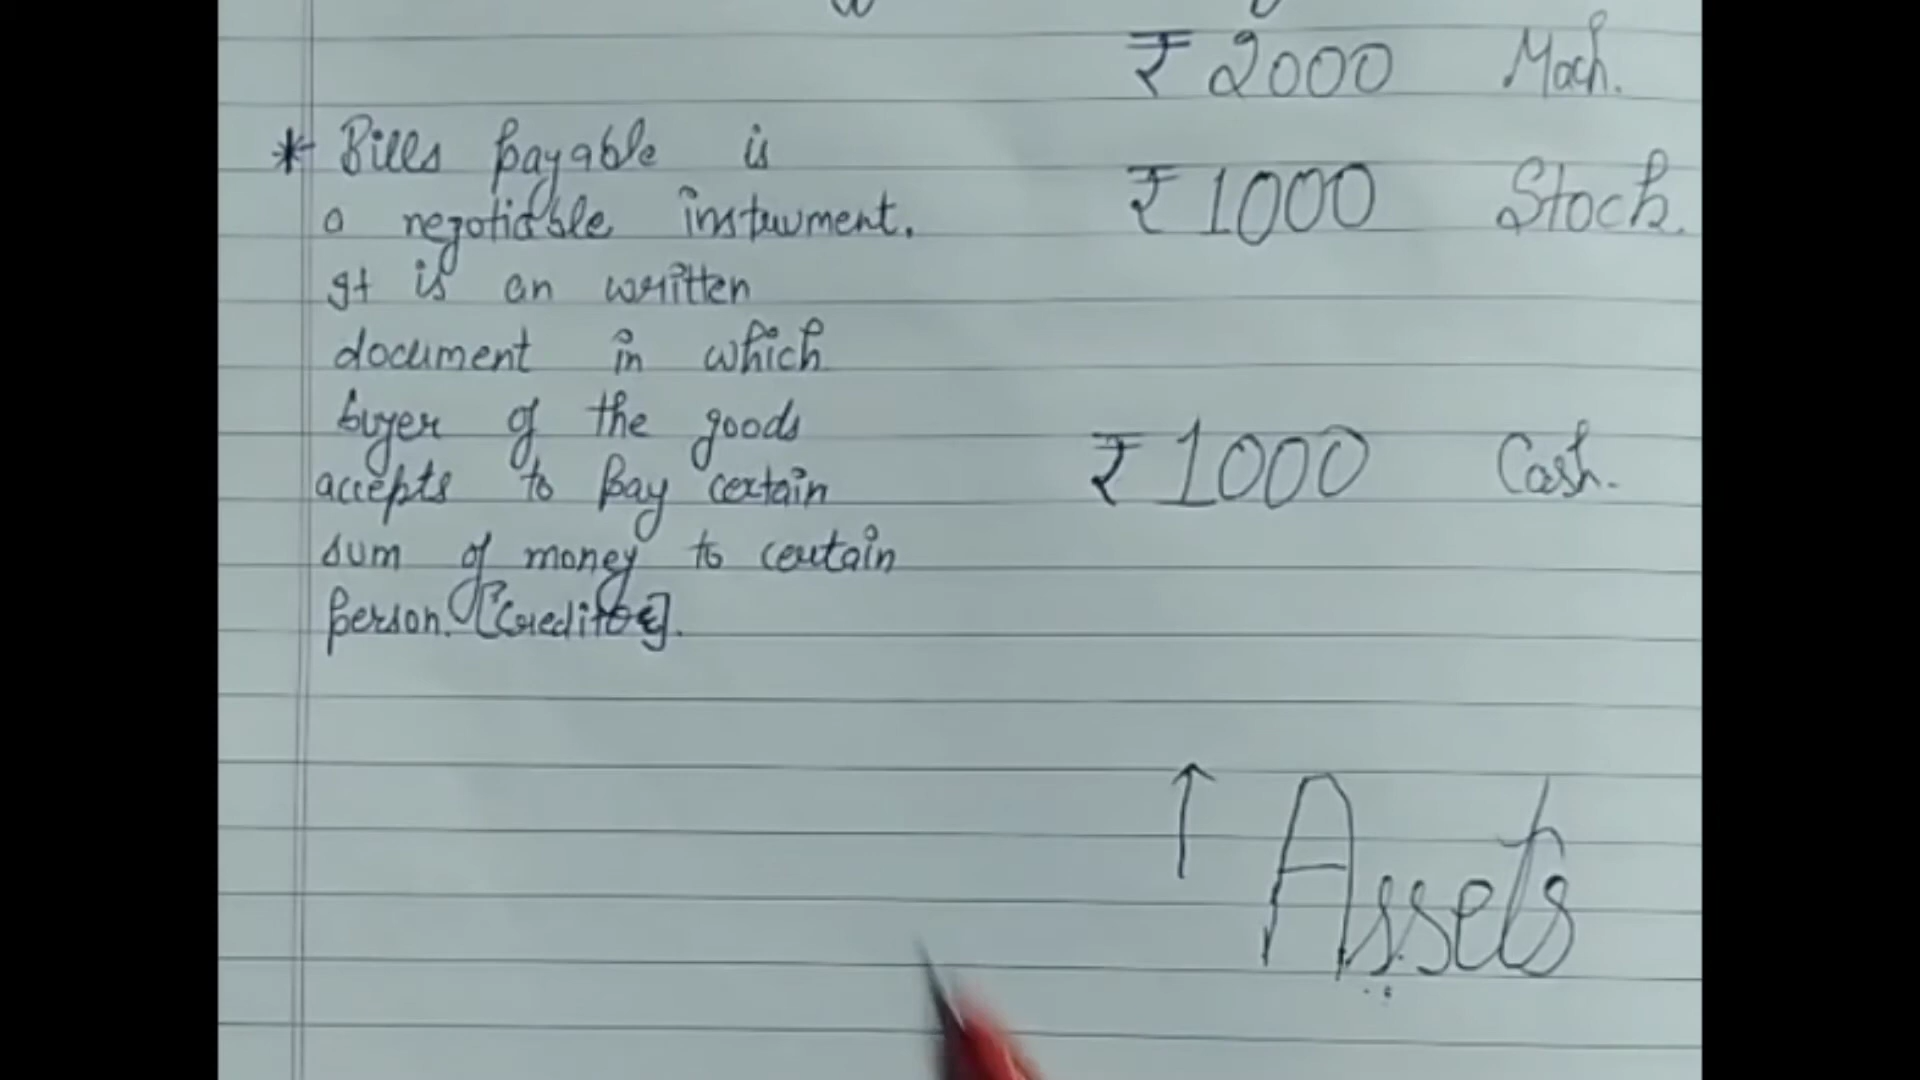 ₹ 2000 Mach.
* Bills payable is
a negotiable instrument.
₹ 1000 Stock.
It is an written
document in which
buyer of the goods
₹ 1000 Cash.
accepts to pay certain
sum of money to certain
person. [Creditor].
↑ Assets